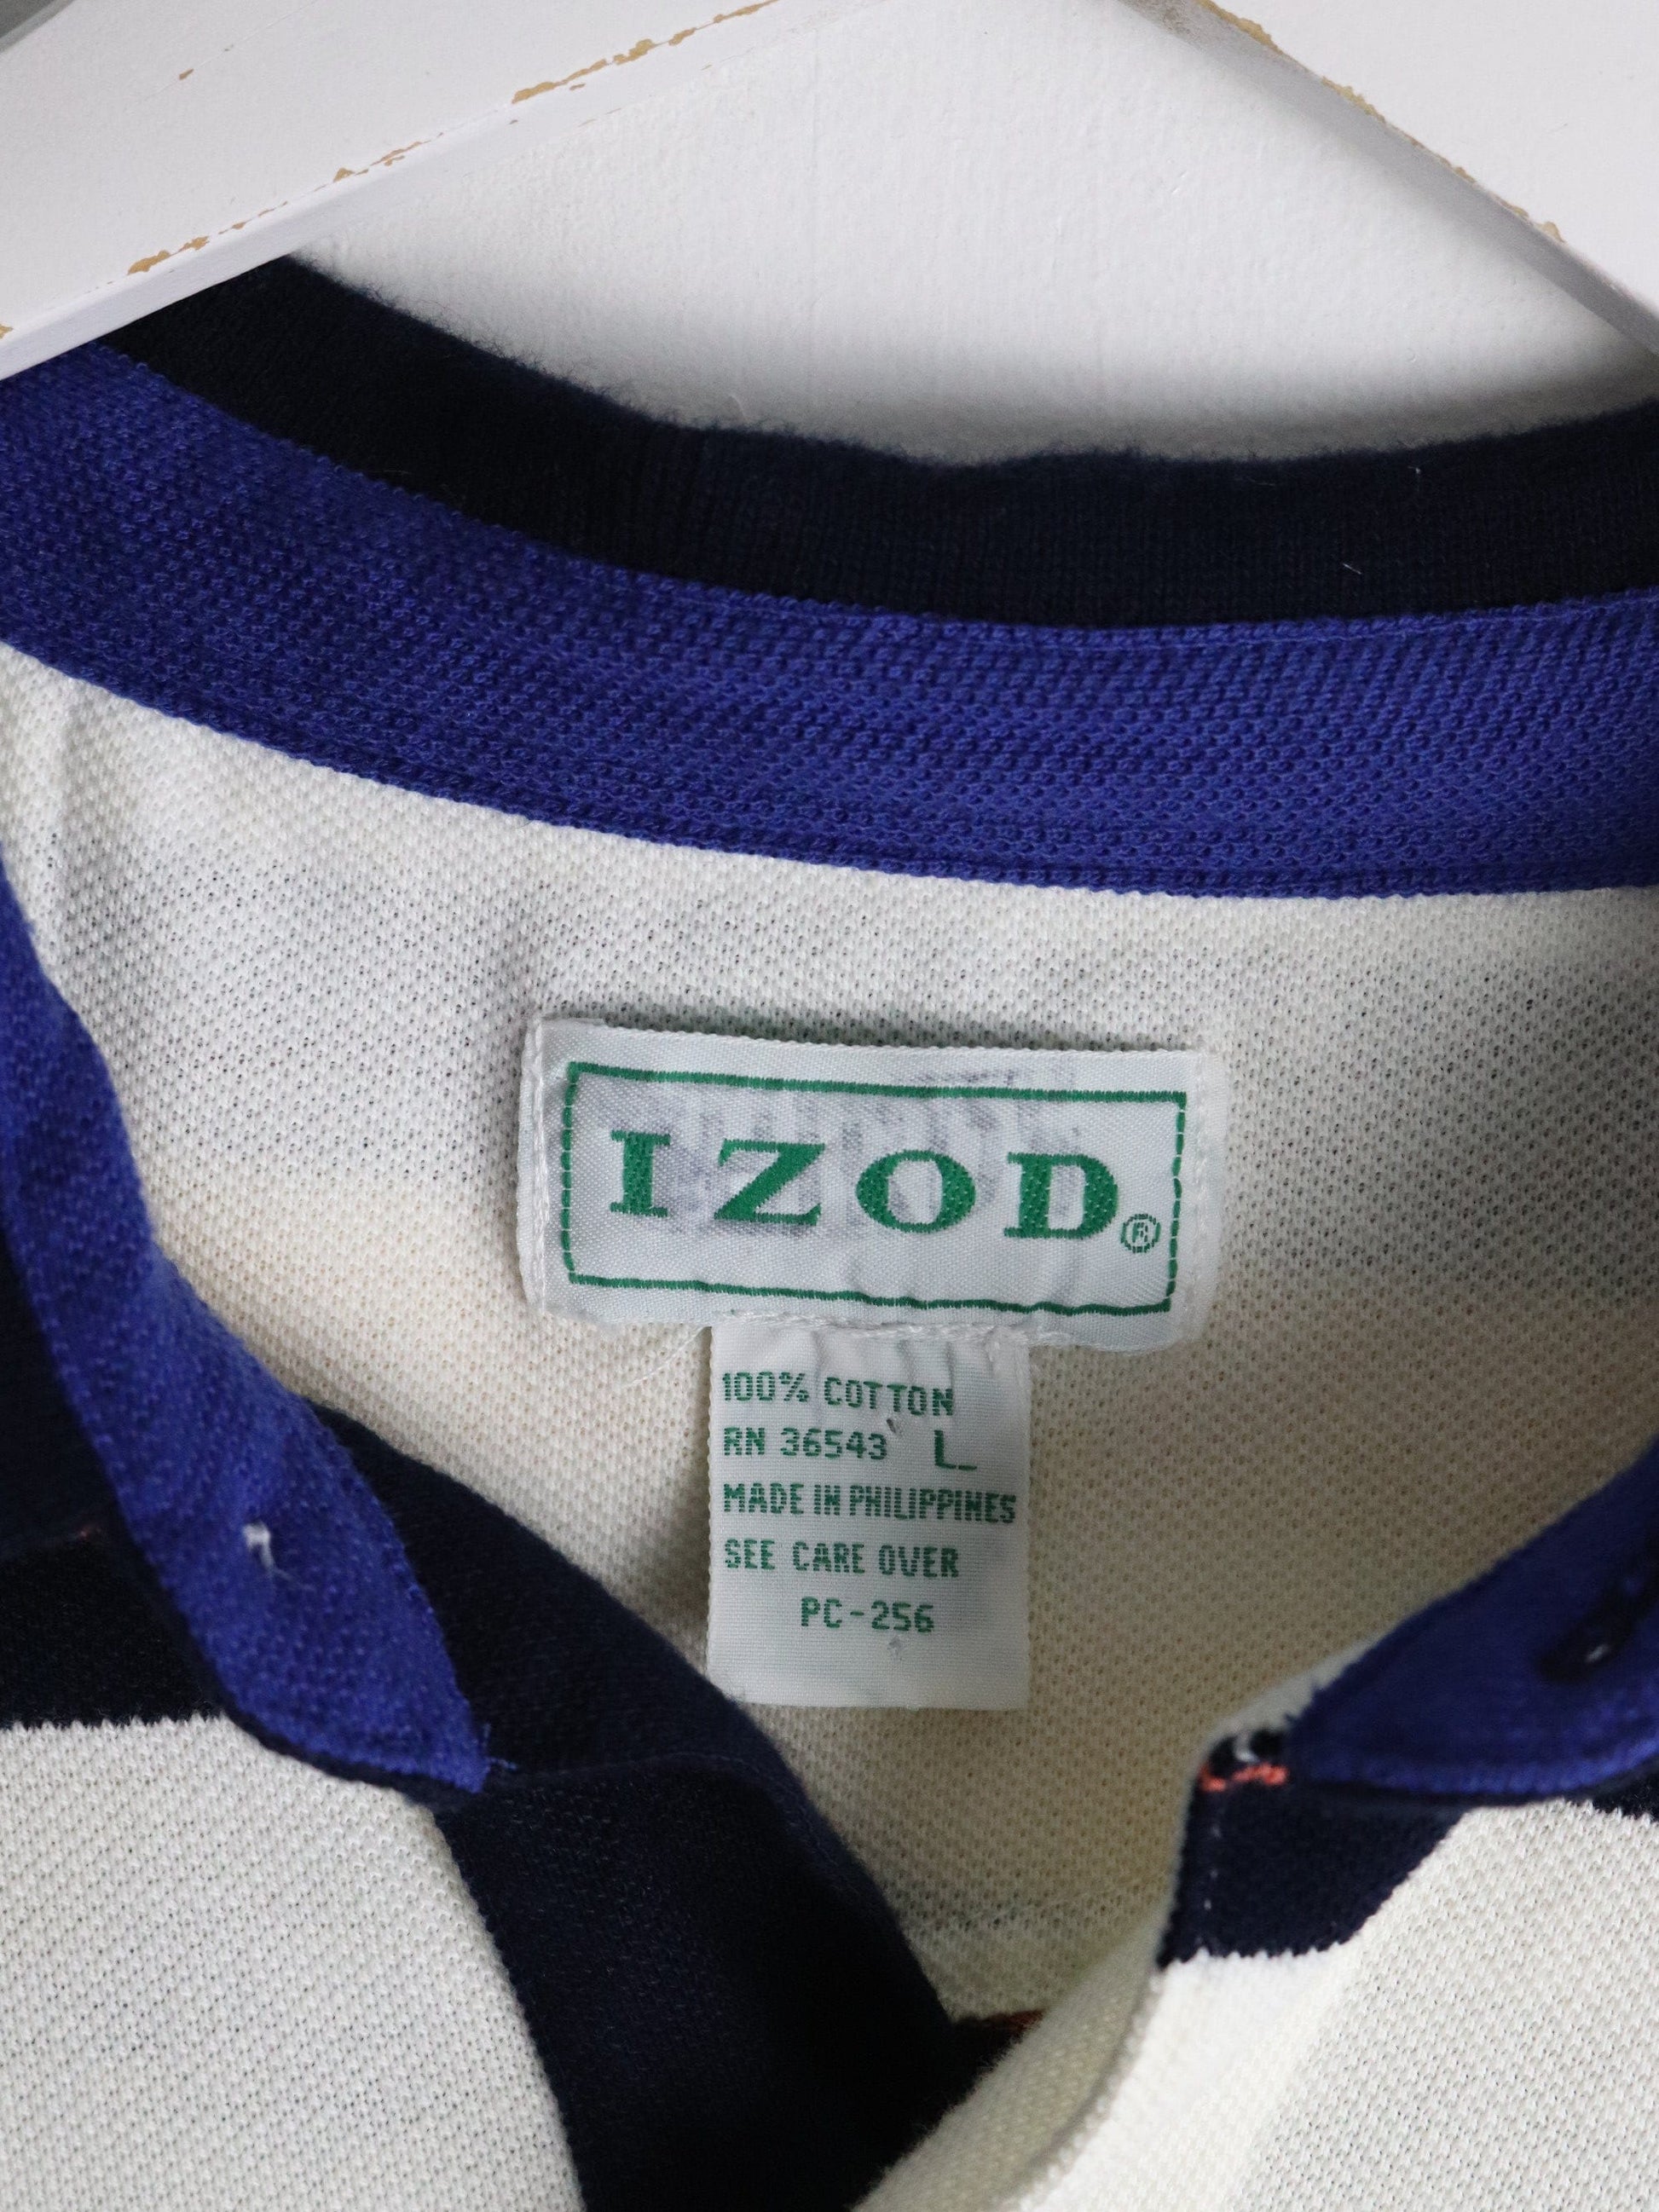 IZOD®
100% COTTON
RN 36543 L
MADE IN PHILIPPINES
SEE CARE OVER
PC-256